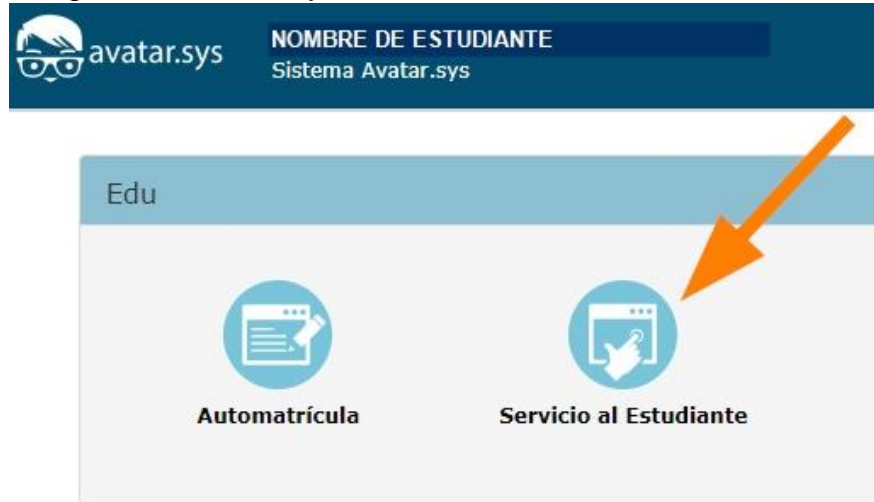 avatar.sys
NOMBRE DE ESTUDIANTE
Sistema Avatar.sys
Edu
Automatrícula
Servicio al Estudiante